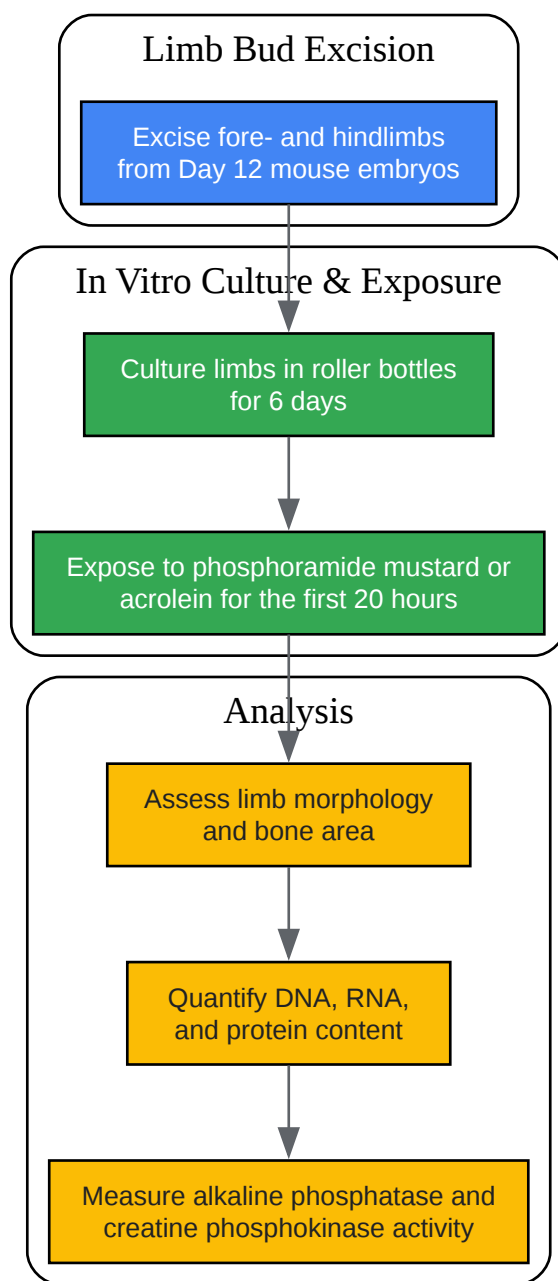 Limb Bud Excision
Excise fore- and hindlimbs
from Day 12 mouse embryos
In Vitro Culture & Exposure
Culture limbs in roller bottles
for 6 days
Expose to phosphoramide mustard or
acrolein for the first 20 hours
Analysis
Assess limb morphology
and bone area
Quantify DNA, RNA,
and protein content
Measure alkaline phosphatase and
creatine phosphokinase activity